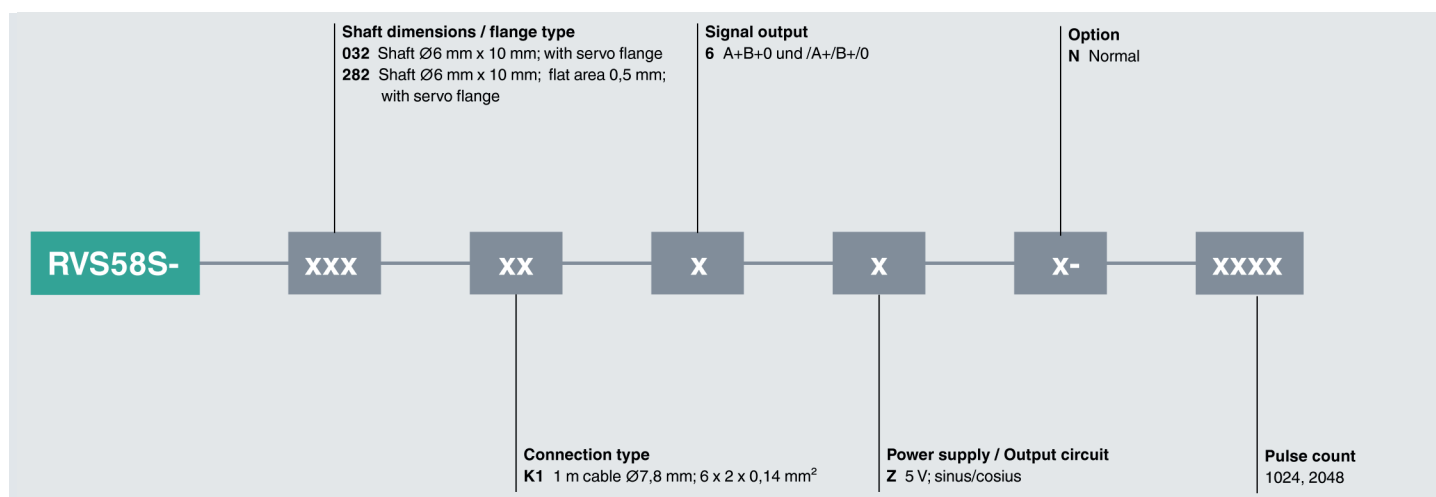 Shaft dimensions / flange type
032 Shaft Ø6 mm x 10 mm; with servo flange
282 Shaft Ø6 mm x 10 mm; flat area 0,5 mm;
with servo flange
Signal output
6 A+B+0 und /A+/B+/0
Option
N Normal
RVS58S-
xxx
xx
x
x
x-
xxxx
Connection type
K1 1 m cable Ø7,8 mm; 6 x 2 x 0,14 mm²
Power supply / Output circuit
Z 5 V; sinus/cosius
Pulse count
1024, 2048